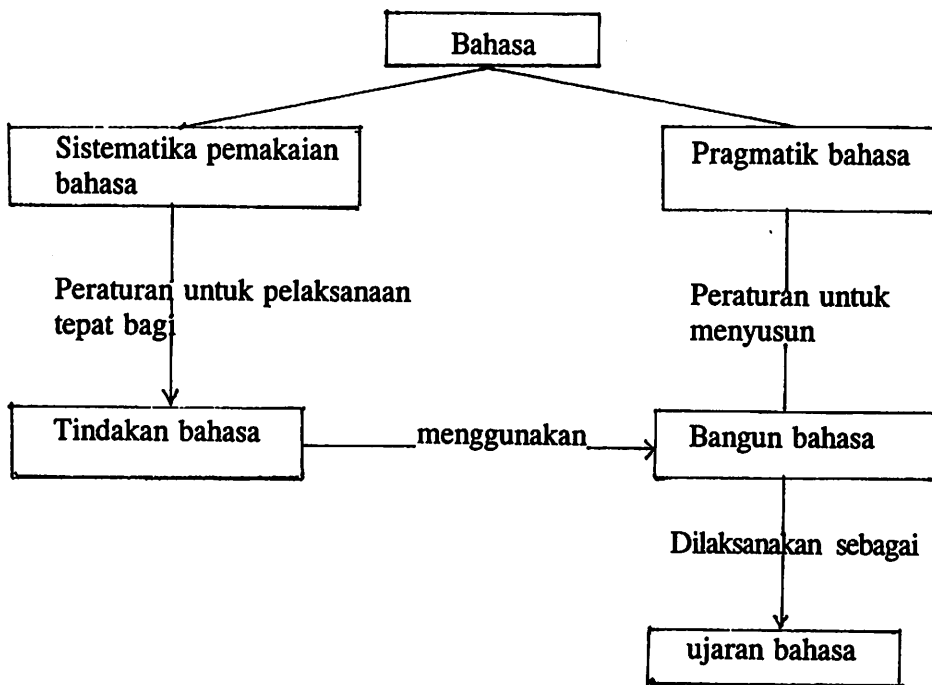 Bahasa
Sistematika pemakaian
bahasa
Pragmatik bahasa
Peraturan untuk pelaksanaan
tepat bagi
Peraturan untuk
menyusun
Tindakan bahasa
menggunakan
Bangun bahasa
Dilaksanakan sebagai
ujaran bahasa